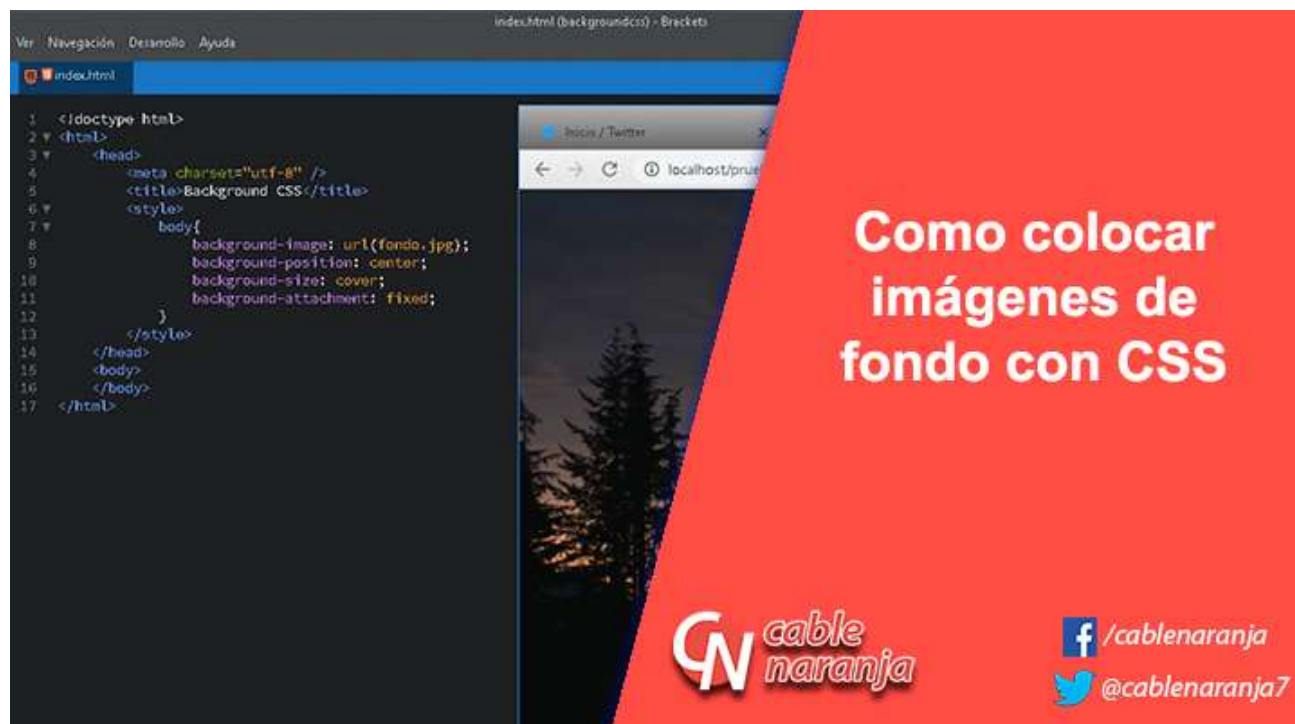 index.html (backgroundcss) - Brackets
Ver Navegación Desarrollo Ayuda
index.html
1 <!doctype html>
2 <html>
3 <head>
4 <meta charset="utf-8" />
5 <title>Background CSS</title>
6 <style>
7 body{
8 background-image: url(fondo.jpg);
9 background-position: center;
10 background-size: cover;
11 background-attachment: fixed;
12 }
13 </style>
14 </head>
15 <body>
16 </body>
17 </html>
Inicio / Twitter
localhost/prue
Como colocar
imágenes de
fondo con CSS
CN cable
naranja
f /cablenaranja
@cablenaranja7